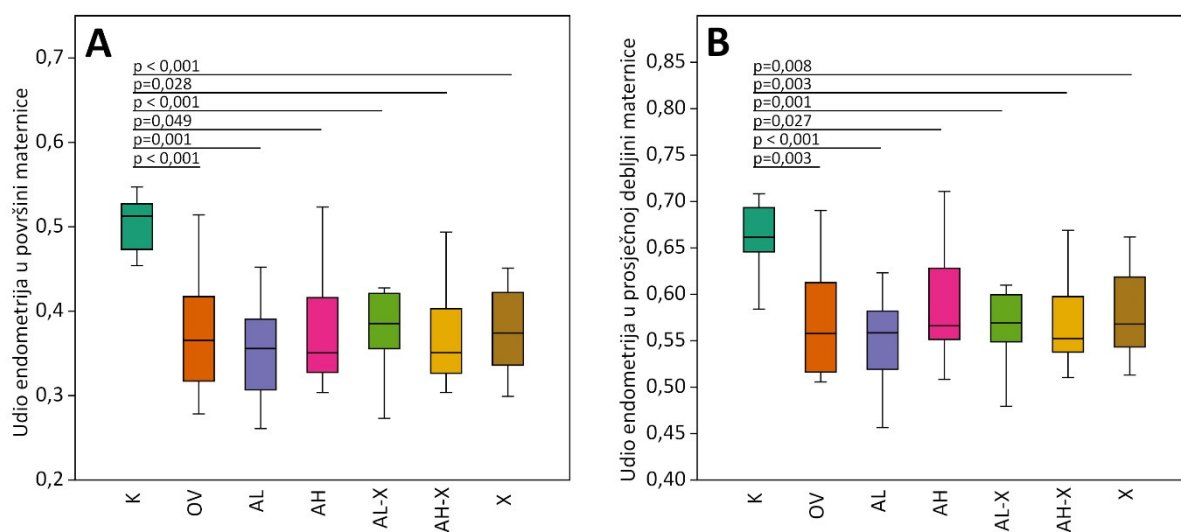 A
Udio endometrija u površini maternice
0,7
0,6
0,5
0,4
0,3
0,2
p < 0,001
p=0,028
p < 0,001
p=0,049
p=0,001
p < 0,001
K
OV
AL
AH
AL-X
AH-X
X
B
Udio endometrija u prosječnoj debljini maternice
0,85
0,80
0,75
0,70
0,65
0,60
0,55
0,50
0,45
0,40
p=0,008
p=0,003
p=0,001
p=0,027
p < 0,001
p=0,003
K
OV
AL
AH
AL-X
AH-X
X